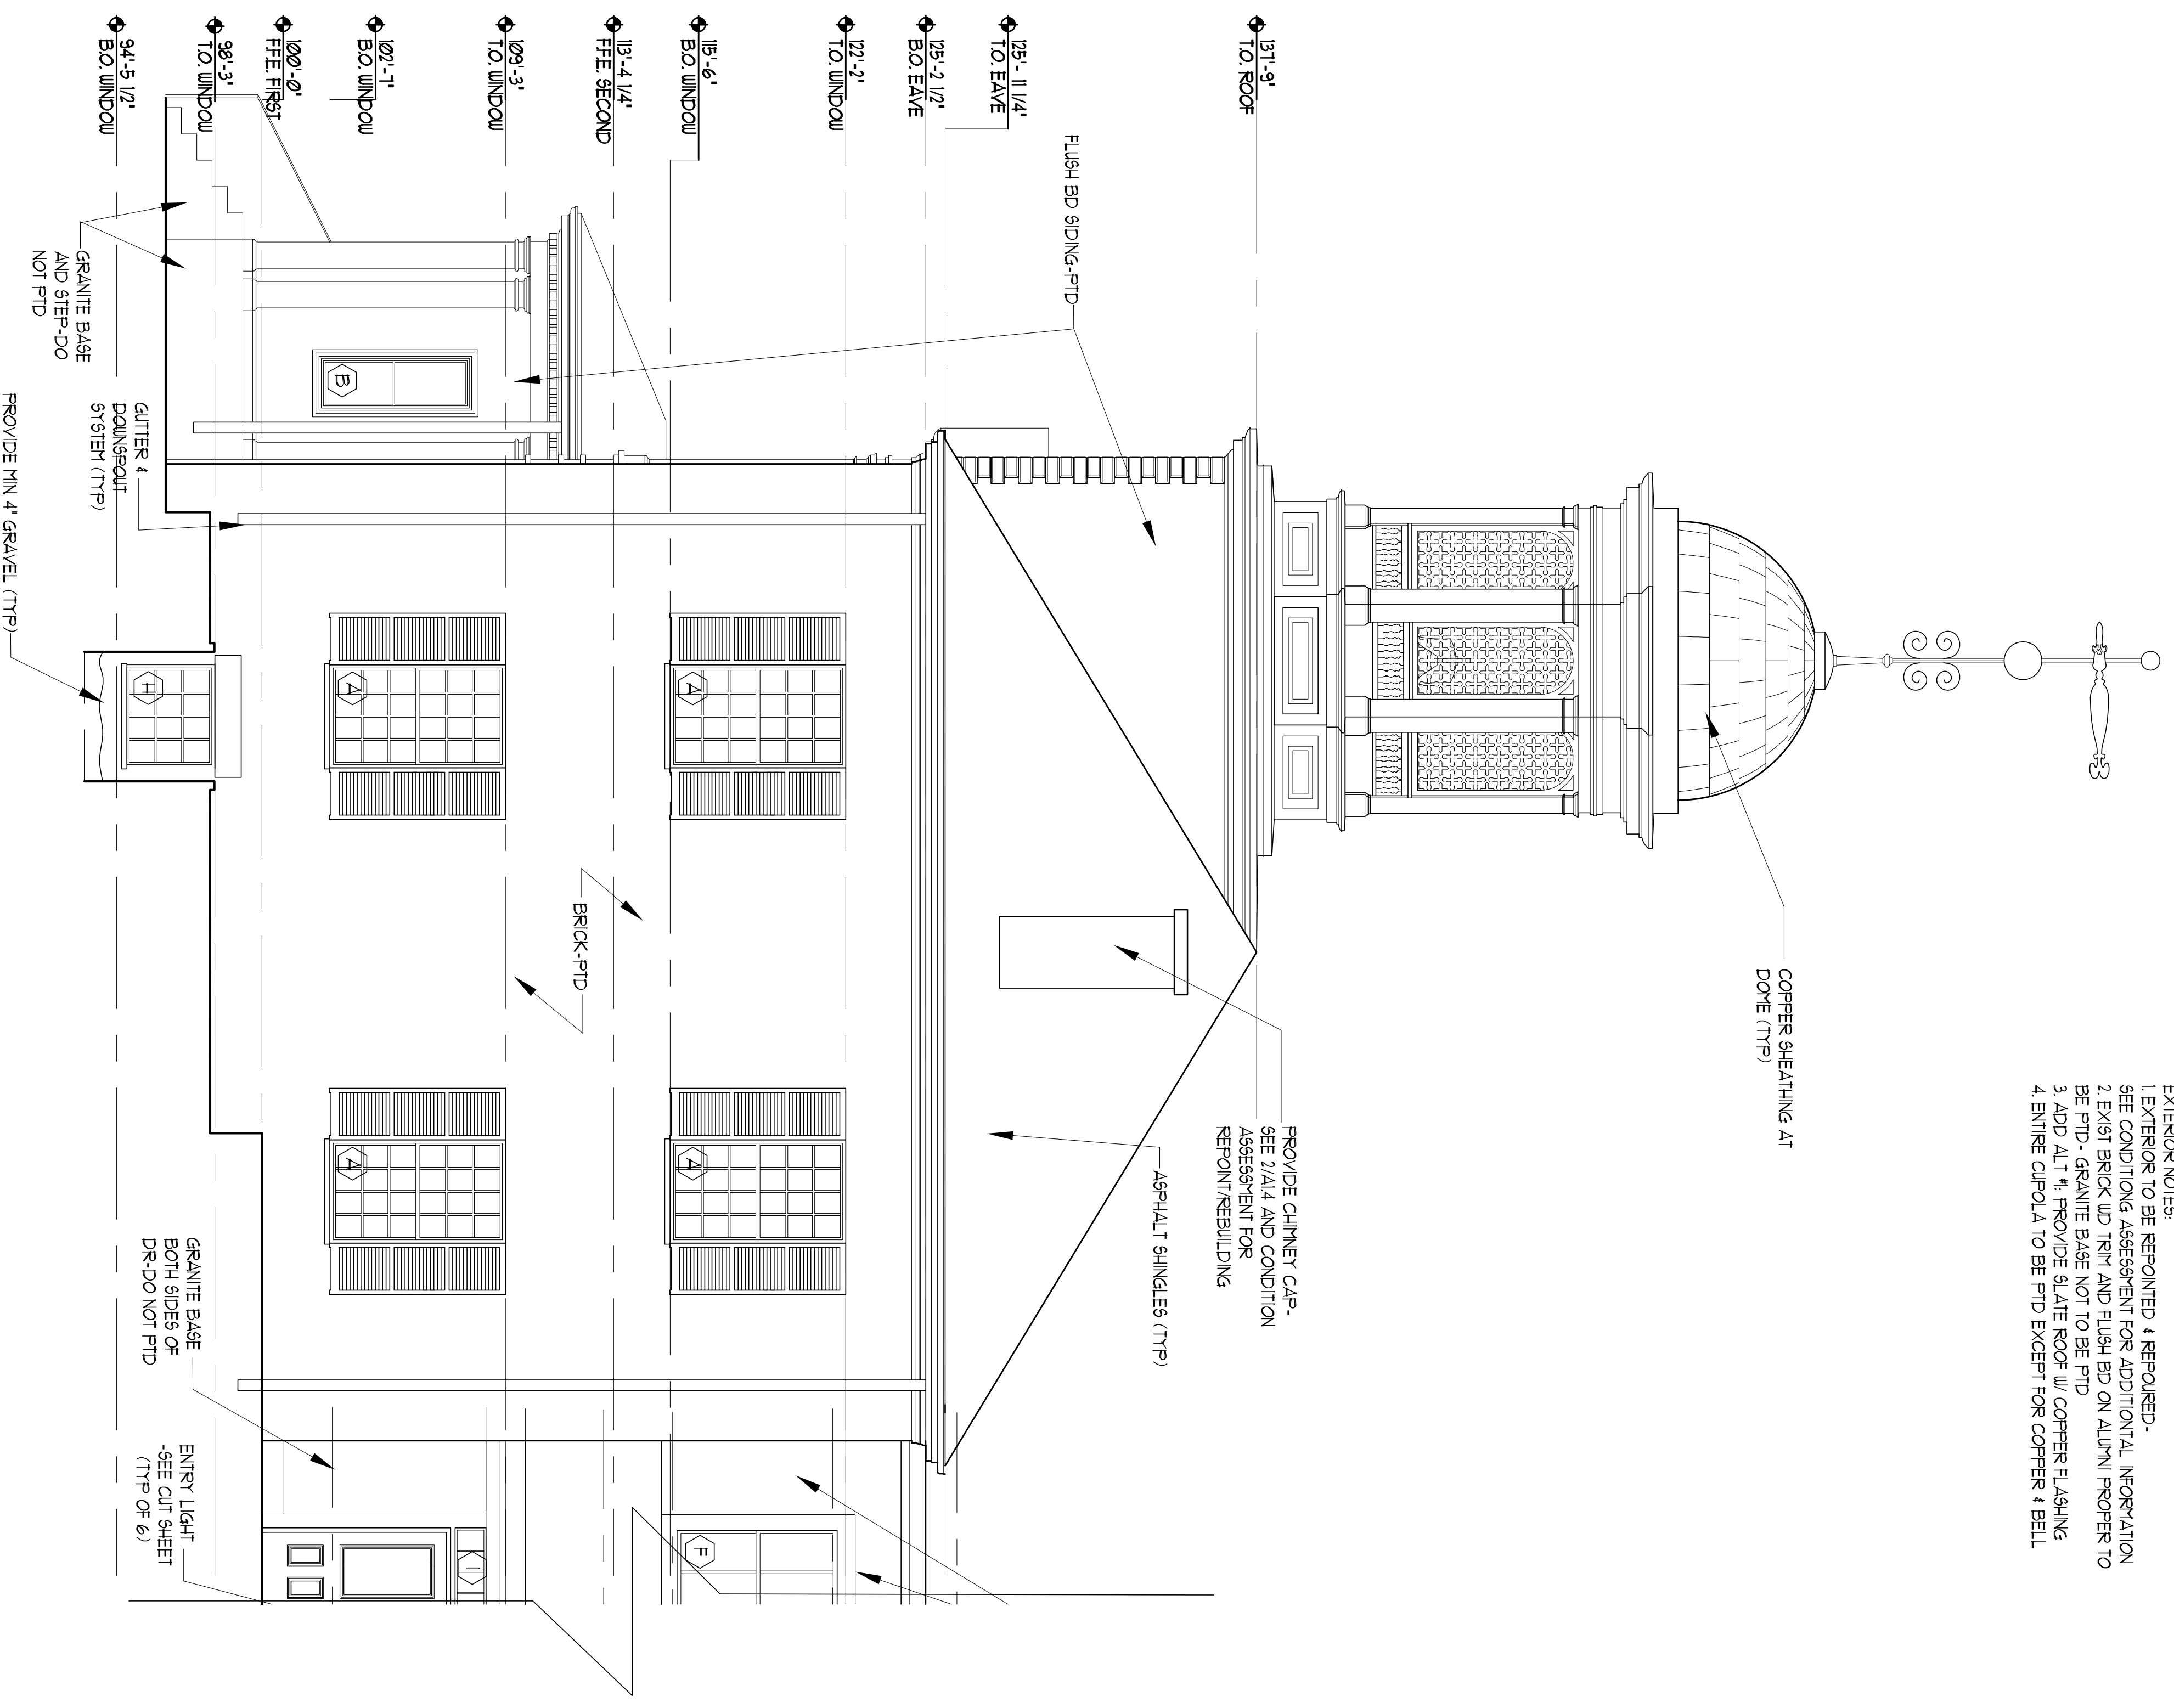 EXTERIOR NOTES:
1. EXTERIOR TO BE REPOINTED & REPOURED-
SEE CONDITIONG ASSESSMENT FOR ADDITIONTAL INFORMATION
2. EXIST BRICK WD TRIM AND FLUSH BD ON ALUMNI PROPER TO
BE PTD- GRANITE BASE NOT TO BE PTD
3. ADD ALT #1: PROVIDE SLATE ROOF W/ COPPER FLASHING
4. ENTIRE CUPOLA TO BE PTD EXCEPT FOR COPPER & BELL
COPPER SHEATHING AT
DOME (TYP)
137'-9"
T.O. ROOF
PROVIDE CHIMNEY CAP-
SEE 2/A1.4 AND CONDITION
ASSESSMENT FOR
REPOINT/REBUILDING
ASPHALT SHINGLES (TYP)
FLUSH BD SIDING-PTD
125'- 11 1/4"
T.O. EAVE
125'-2 1/2"
B.O. EAVE
122'-2"
T.O. WINDOW
115'-6"
B.O. WINDOW
A
A
F
113'-4 1/4"
F.F.E. SECOND
BRICK-PTD
109'-3"
T.O. WINDOW
I
102'-7"
B.O. WINDOW
B
A
A
100'-0"
F.F.E. FIRST
98'-3"
T.O. WINDOW
94'-5 1/2"
B.O. WINDOW
H
GRANITE BASE
AND STEP-DO
NOT PTD
GUTTER &
DOWNSPOUT
SYSTEM (TYP)
GRANITE BASE
BOTH SIDES OF
DR-DO NOT PTD
ENTRY LIGHT
-SEE CUT SHEET
(TYP OF 6)
PROVIDE MIN 4" GRAVEL (TYP)